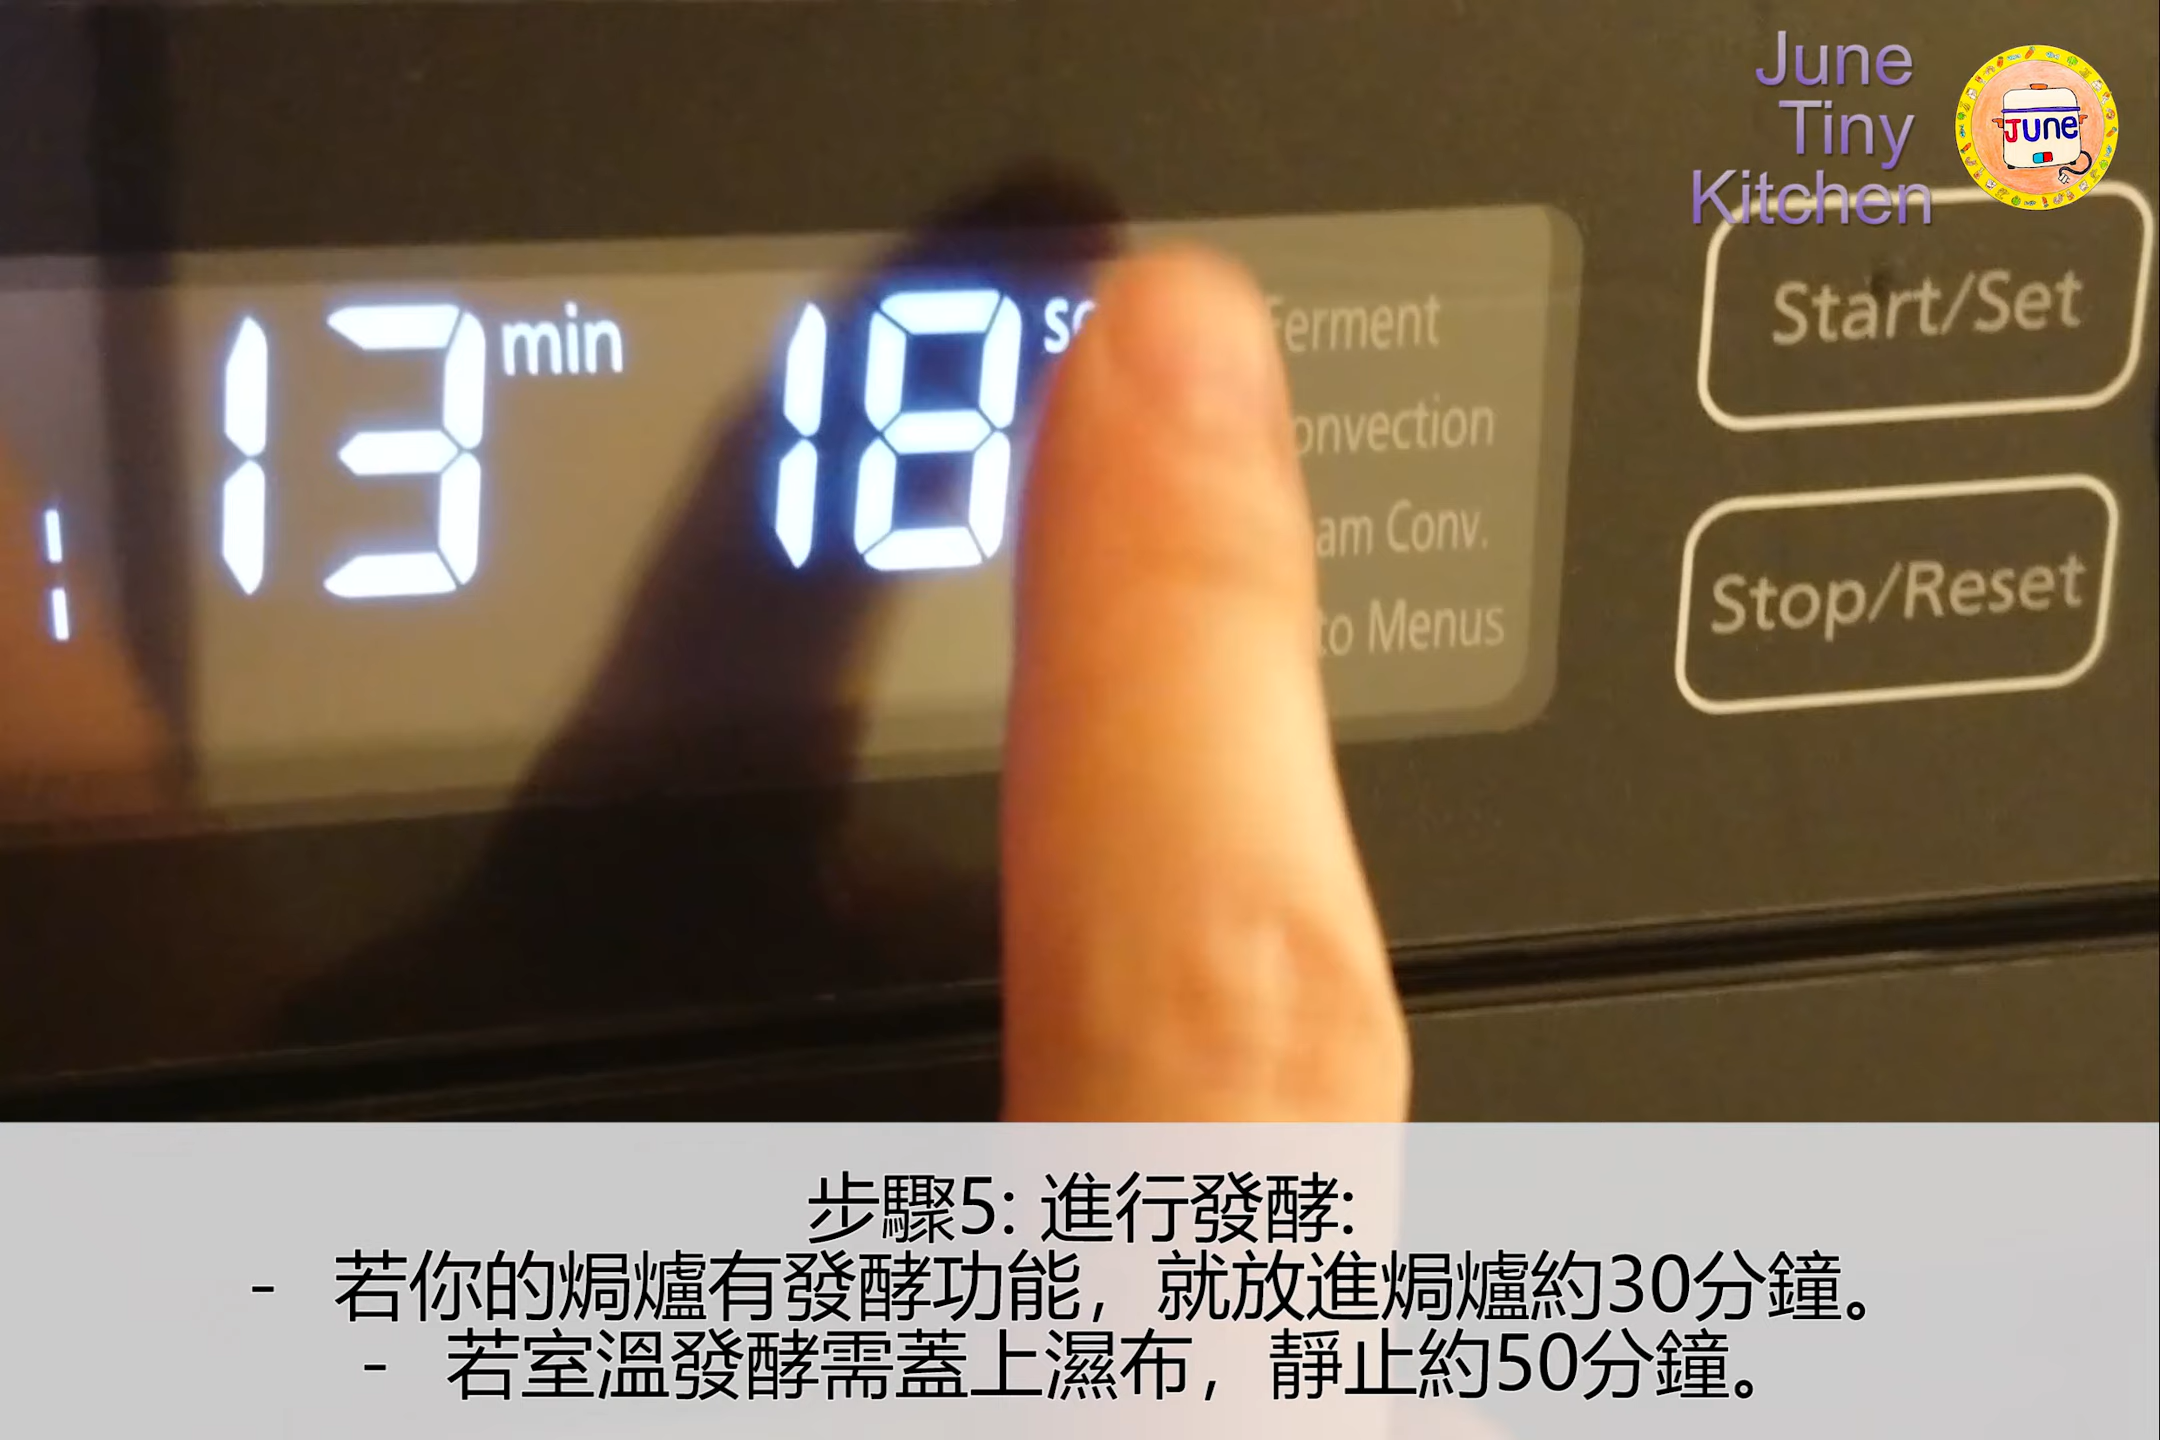 June
Tiny
Kitchen
JUNE
13 min 18
Ferment
Start/Set
Menus
Conv.
Stop/Reset
步驟5: 進行發酵:
- 若你的焗爐有發酵功能，就放進焗爐約30分鐘。
- 若室溫發酵需蓋上濕布，靜止約50分鐘。